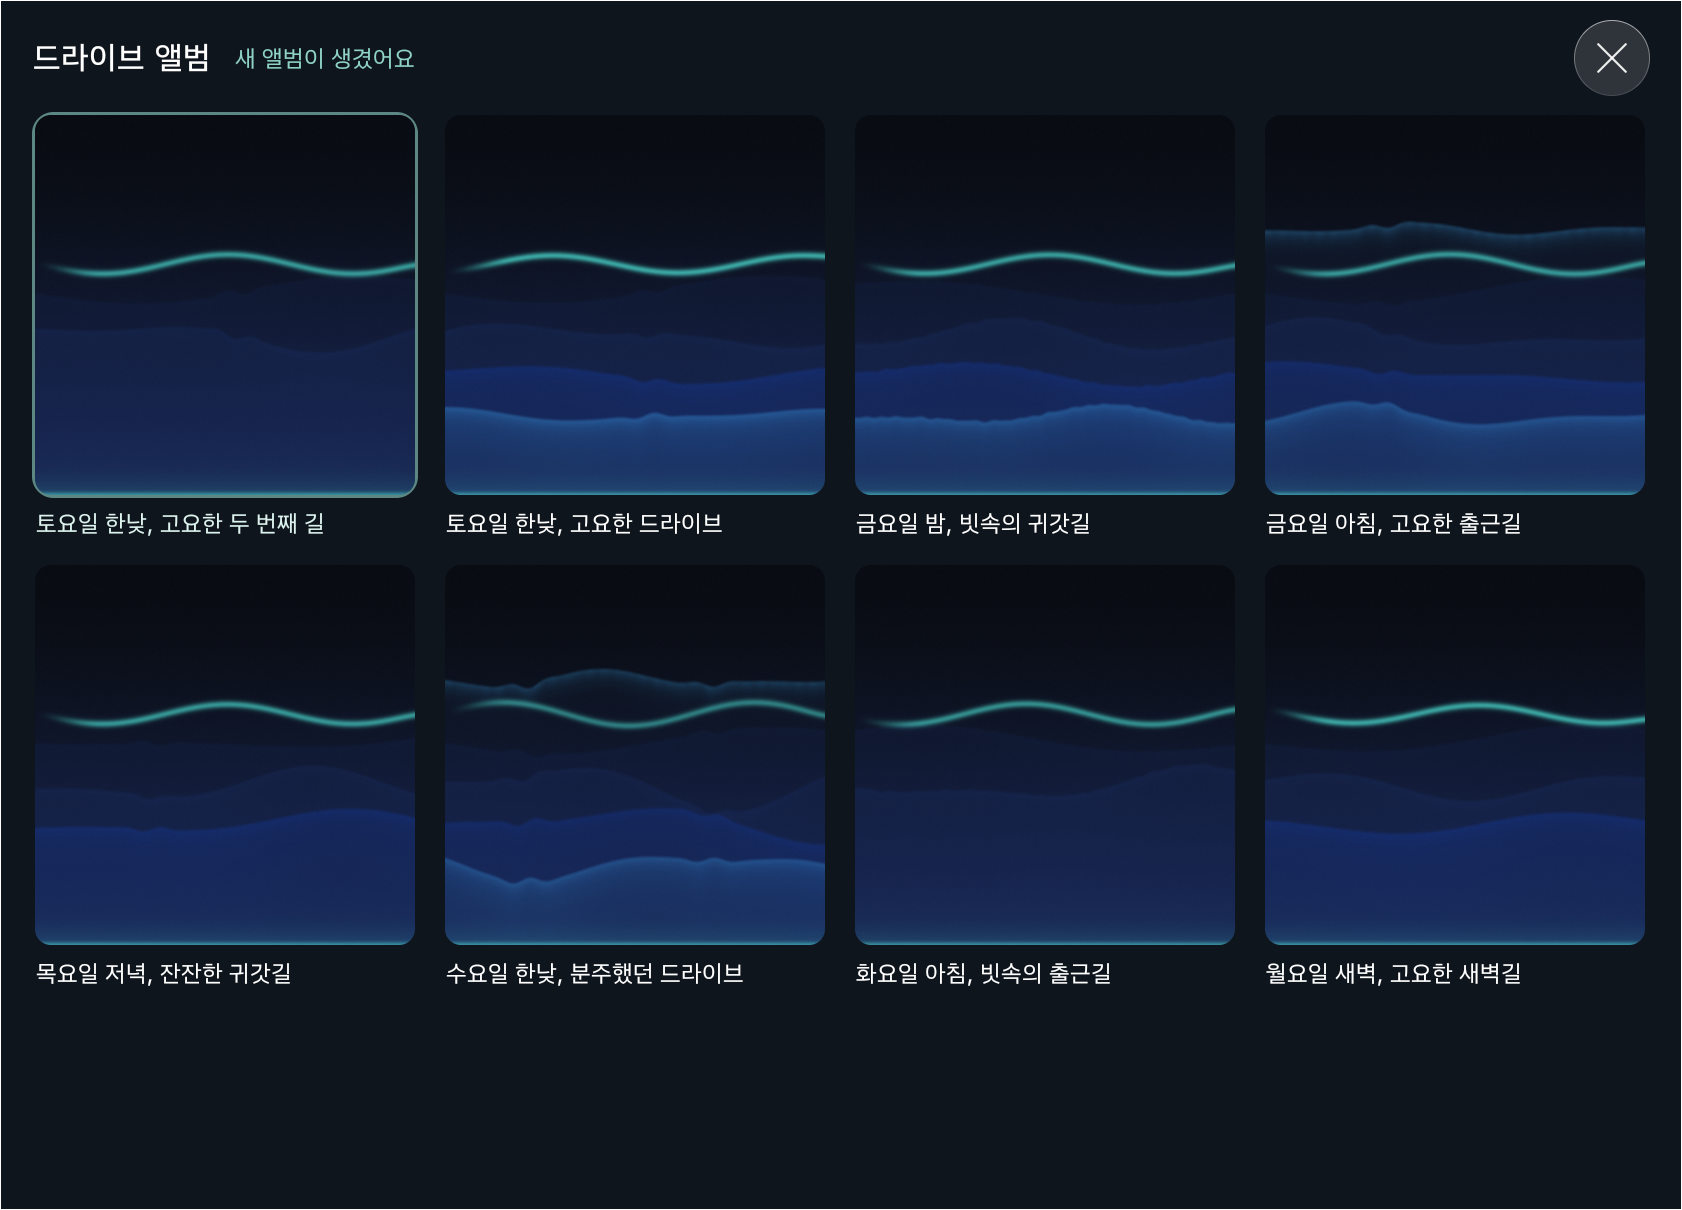 드라이브 앨범 새 앨범이 생겼어요
토요일 한낮, 고요한 두 번째 길
토요일 한낮, 고요한 드라이브
금요일 밤, 빗속의 귀갓길
금요일 아침, 고요한 출근길
목요일 저녁, 잔잔한 귀갓길
수요일 한낮, 분주했던 드라이브
화요일 아침, 빗속의 출근길
월요일 새벽, 고요한 새벽길